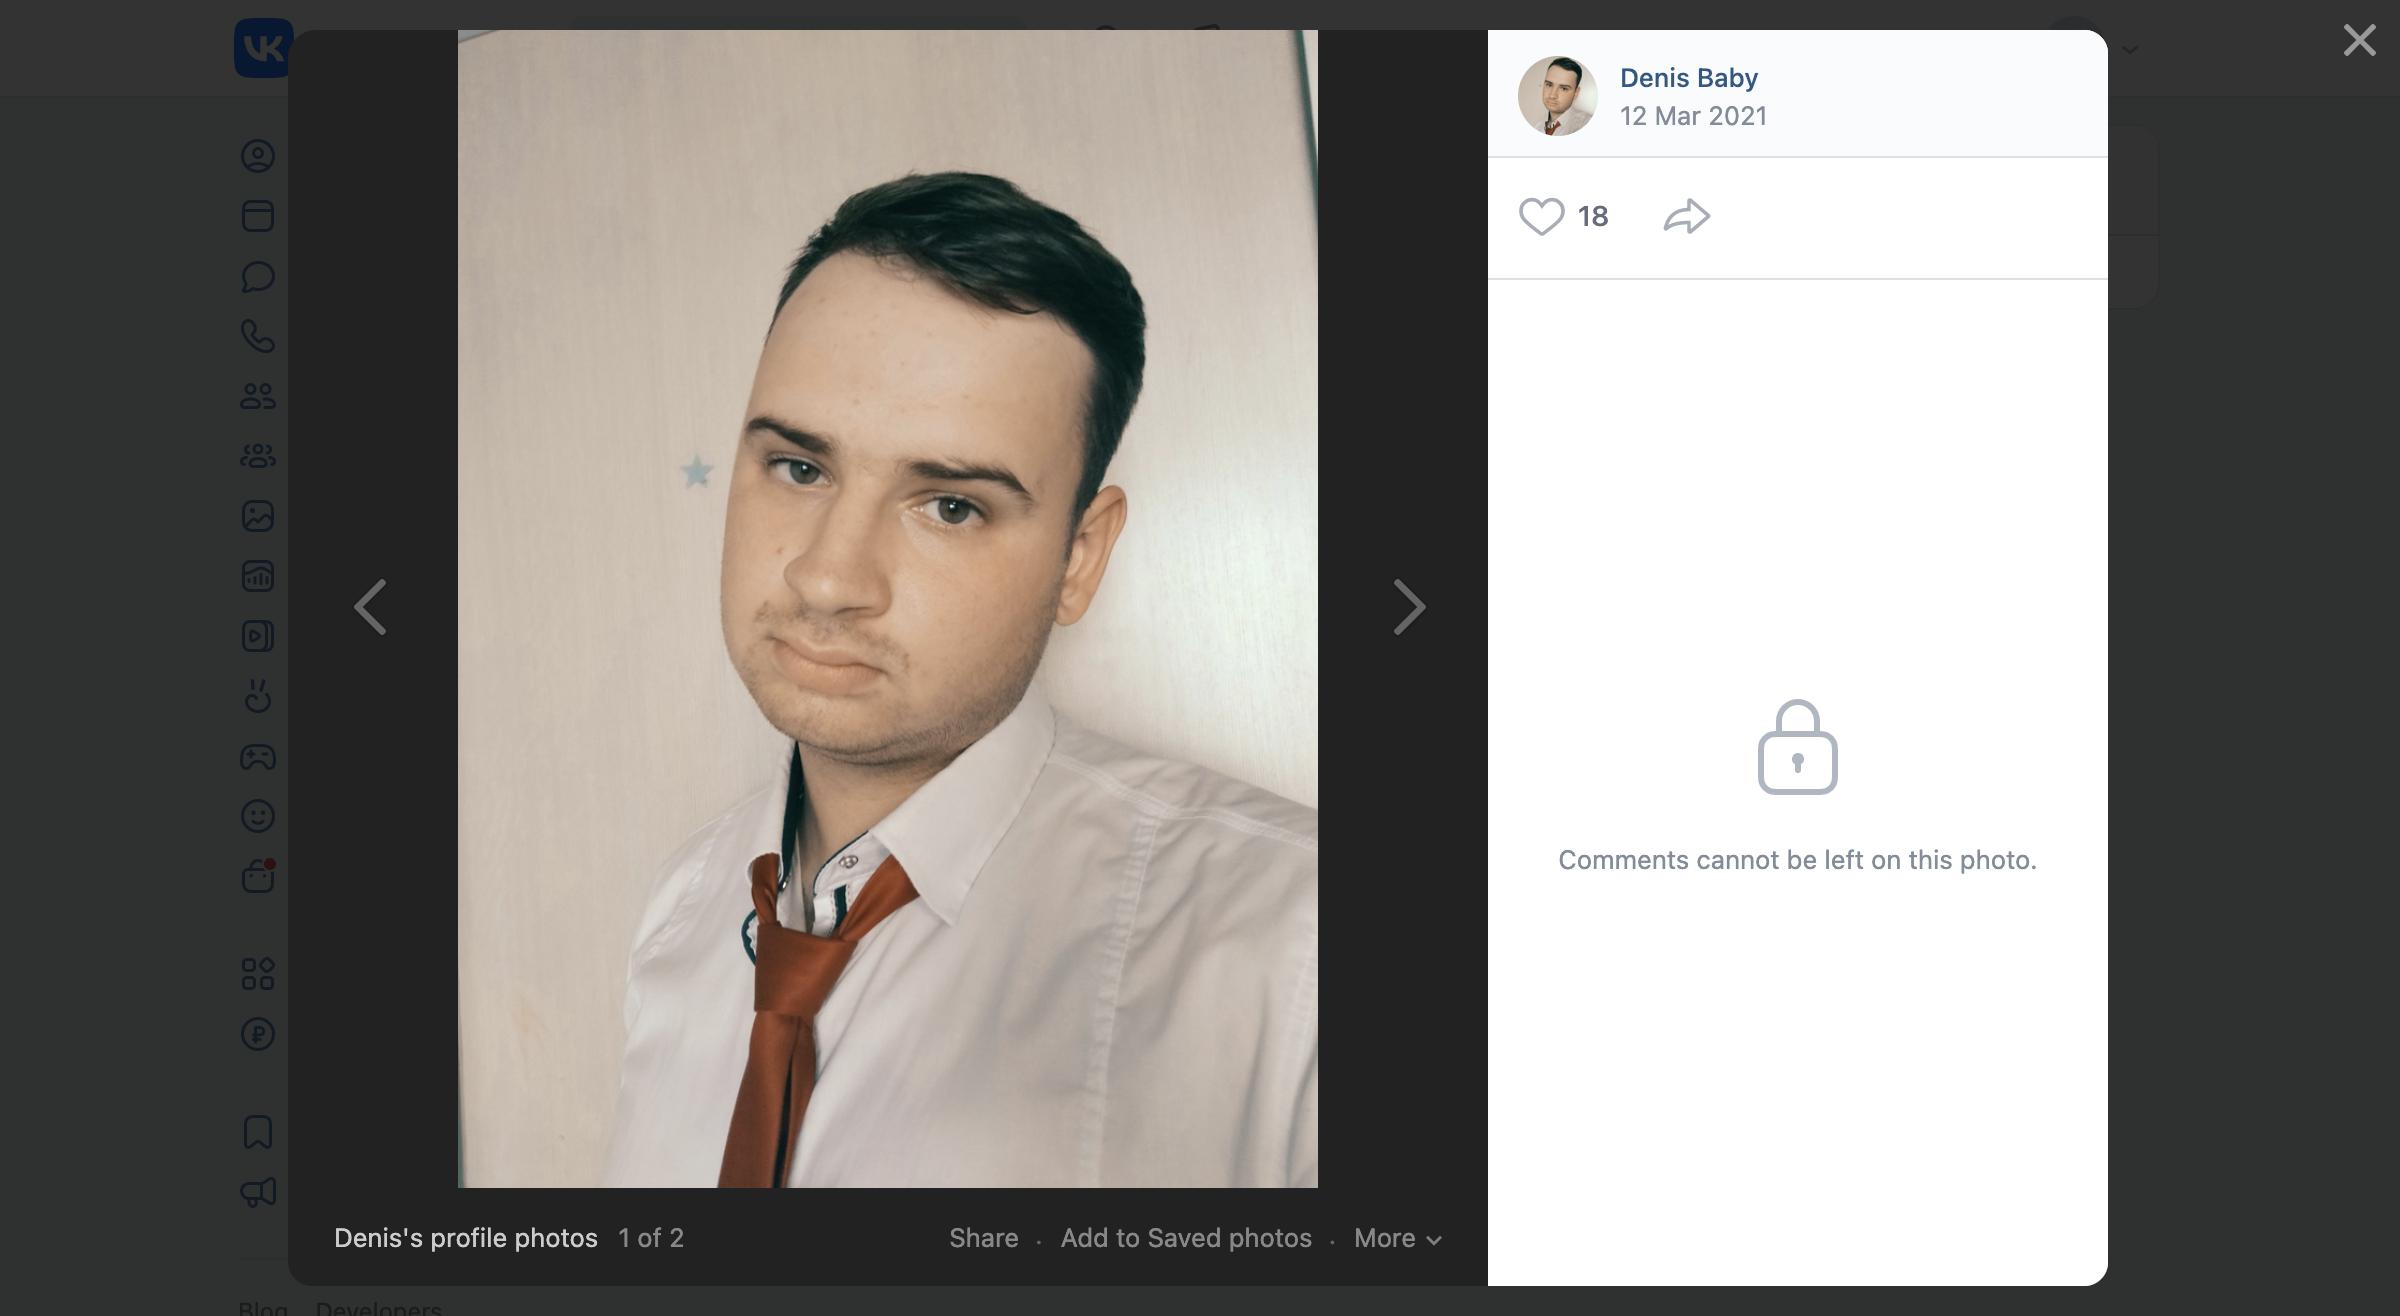 VK
Denis Baby
12 Mar 2021
18
Comments cannot be left on this photo.
Denis's profile photos 1 of 2
Share · Add to Saved photos · More
Blog Developers